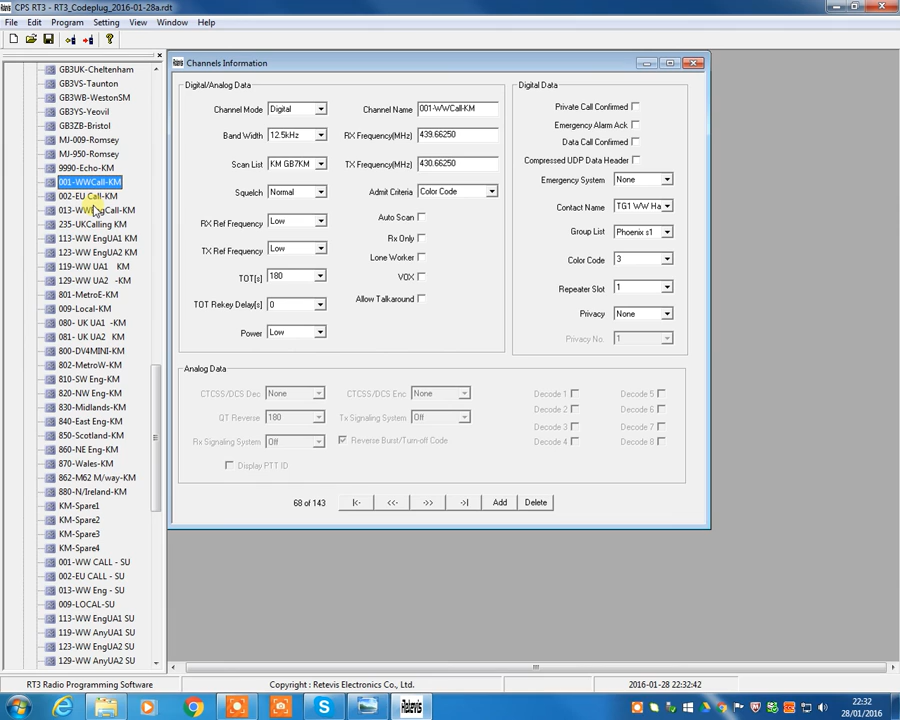 CPS RT3 - RT3_Codeplug_2016-01-28a.rdt
File Edit Program Setting View Window Help
GB3UK-Cheltenham
GB3VS-Taunton
GB3WB-WestonSM
GB3YS-Yeovil
GB3ZB-Bristol
MJ-009-Romsey
MJ-950-Romsey
9990-Echo-KM
001-WWCall-KM
002-EU Call-KM
235-UKCalling KM
113-WW EngUA1 KM
123-WW EngUA2 KM
119-WW UA1 KM
129-WW UA2 -KM
801-MetroE-KM
009-Local-KM
080- UK UA1 -KM
081- UK UA2 KM
800-DV4MINI-KM
802-MetroW-KM
810-SW Eng-KM
820-NW Eng-KM
830-Midlands-KM
840-East Eng-KM
850-Scotland-KM
860-NE Eng-KM
870-Wales-KM
862-M62 M/way-KM
880-N/Ireland-KM
KM-Spare1
KM-Spare2
KM-Spare3
KM-Spare4
001-WW CALL - SU
002-EU CALL - SU
013-WW Eng - SU
009-LOCAL-SU
113-WW EngUA1 SU
119-WW AnyUA1 SU
123-WW EngUA2 SU
129-WW AnyUA2 SU
Channels Information
Digital/Analog Data
Channel Mode Digital
Band Width 12.5kHz
Scan List KM GB7KM
Squelch Normal
RX Ref Frequency Low
TX Ref Frequency Low
TOT[s] 180
TOT Rekey Delay[s] 0
Power Low
Channel Name 001-WWCall-KM
RX Frequency(MHz) 439.66250
TX Frequency(MHz) 430.66250
Admit Criteria Color Code
Auto Scan
Rx Only
Lone Worker
VOX
Allow Talkaround
Digital Data
Private Call Confirmed
Emergency Alarm Ack
Data Call Confirmed
Compressed UDP Data Header
Emergency System None
Contact Name TG1 WW Ha
Group List Phoenix s1
Color Code 3
Repeater Slot 1
Privacy None
Privacy No. 1
Analog Data
CTCSS/DCS Dec None
QT Reverse 180
Rx Signaling System Off
Display PTT ID
CTCSS/DCS Enc None
Tx Signaling System Off
Reverse Burst/Turn-off Code
Decode 1 Decode 5
Decode 2 Decode 6
Decode 3 Decode 7
Decode 4 Decode 8
68 of 143 |<- <<- ->> ->| Add Delete
RT3 Radio Programming Software Copyright : Retevis Electronics Co., Ltd. 2016-01-28 22:32:42
Retevis
22:32
28/01/2016